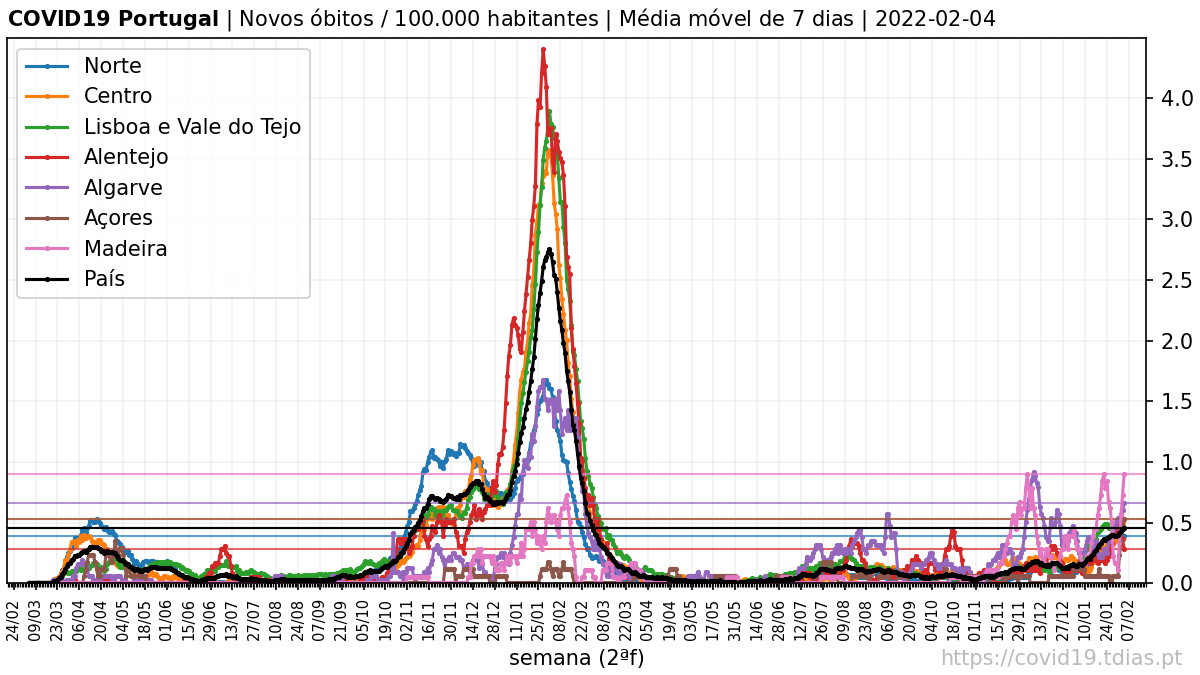 COVID19 Portugal | Novos óbitos / 100.000 habitantes | Média móvel de 7 dias | 2022-02-04
Norte
Centro
Lisboa e Vale do Tejo
Alentejo
Algarve
Açores
Madeira
País
4.0
3.5
3.0
2.5
2.0
1.5
1.0
0.5
0.0
24/02 09/03 23/03 06/04 20/04 04/05 18/05 01/06 15/06 29/06 13/07 27/07 10/08 24/08 07/09 21/09 05/10 19/10 02/11 16/11 30/11 14/12 28/12 11/01 25/01 08/02 22/02 08/03 22/03 05/04 19/04 03/05 17/05 31/05 14/06 28/06 12/07 26/07 09/08 23/08 06/09 20/09 04/10 18/10 01/11 15/11 29/11 13/12 27/12 10/01 24/01 07/02
semana (2ªf)
https://covid19.tdias.pt